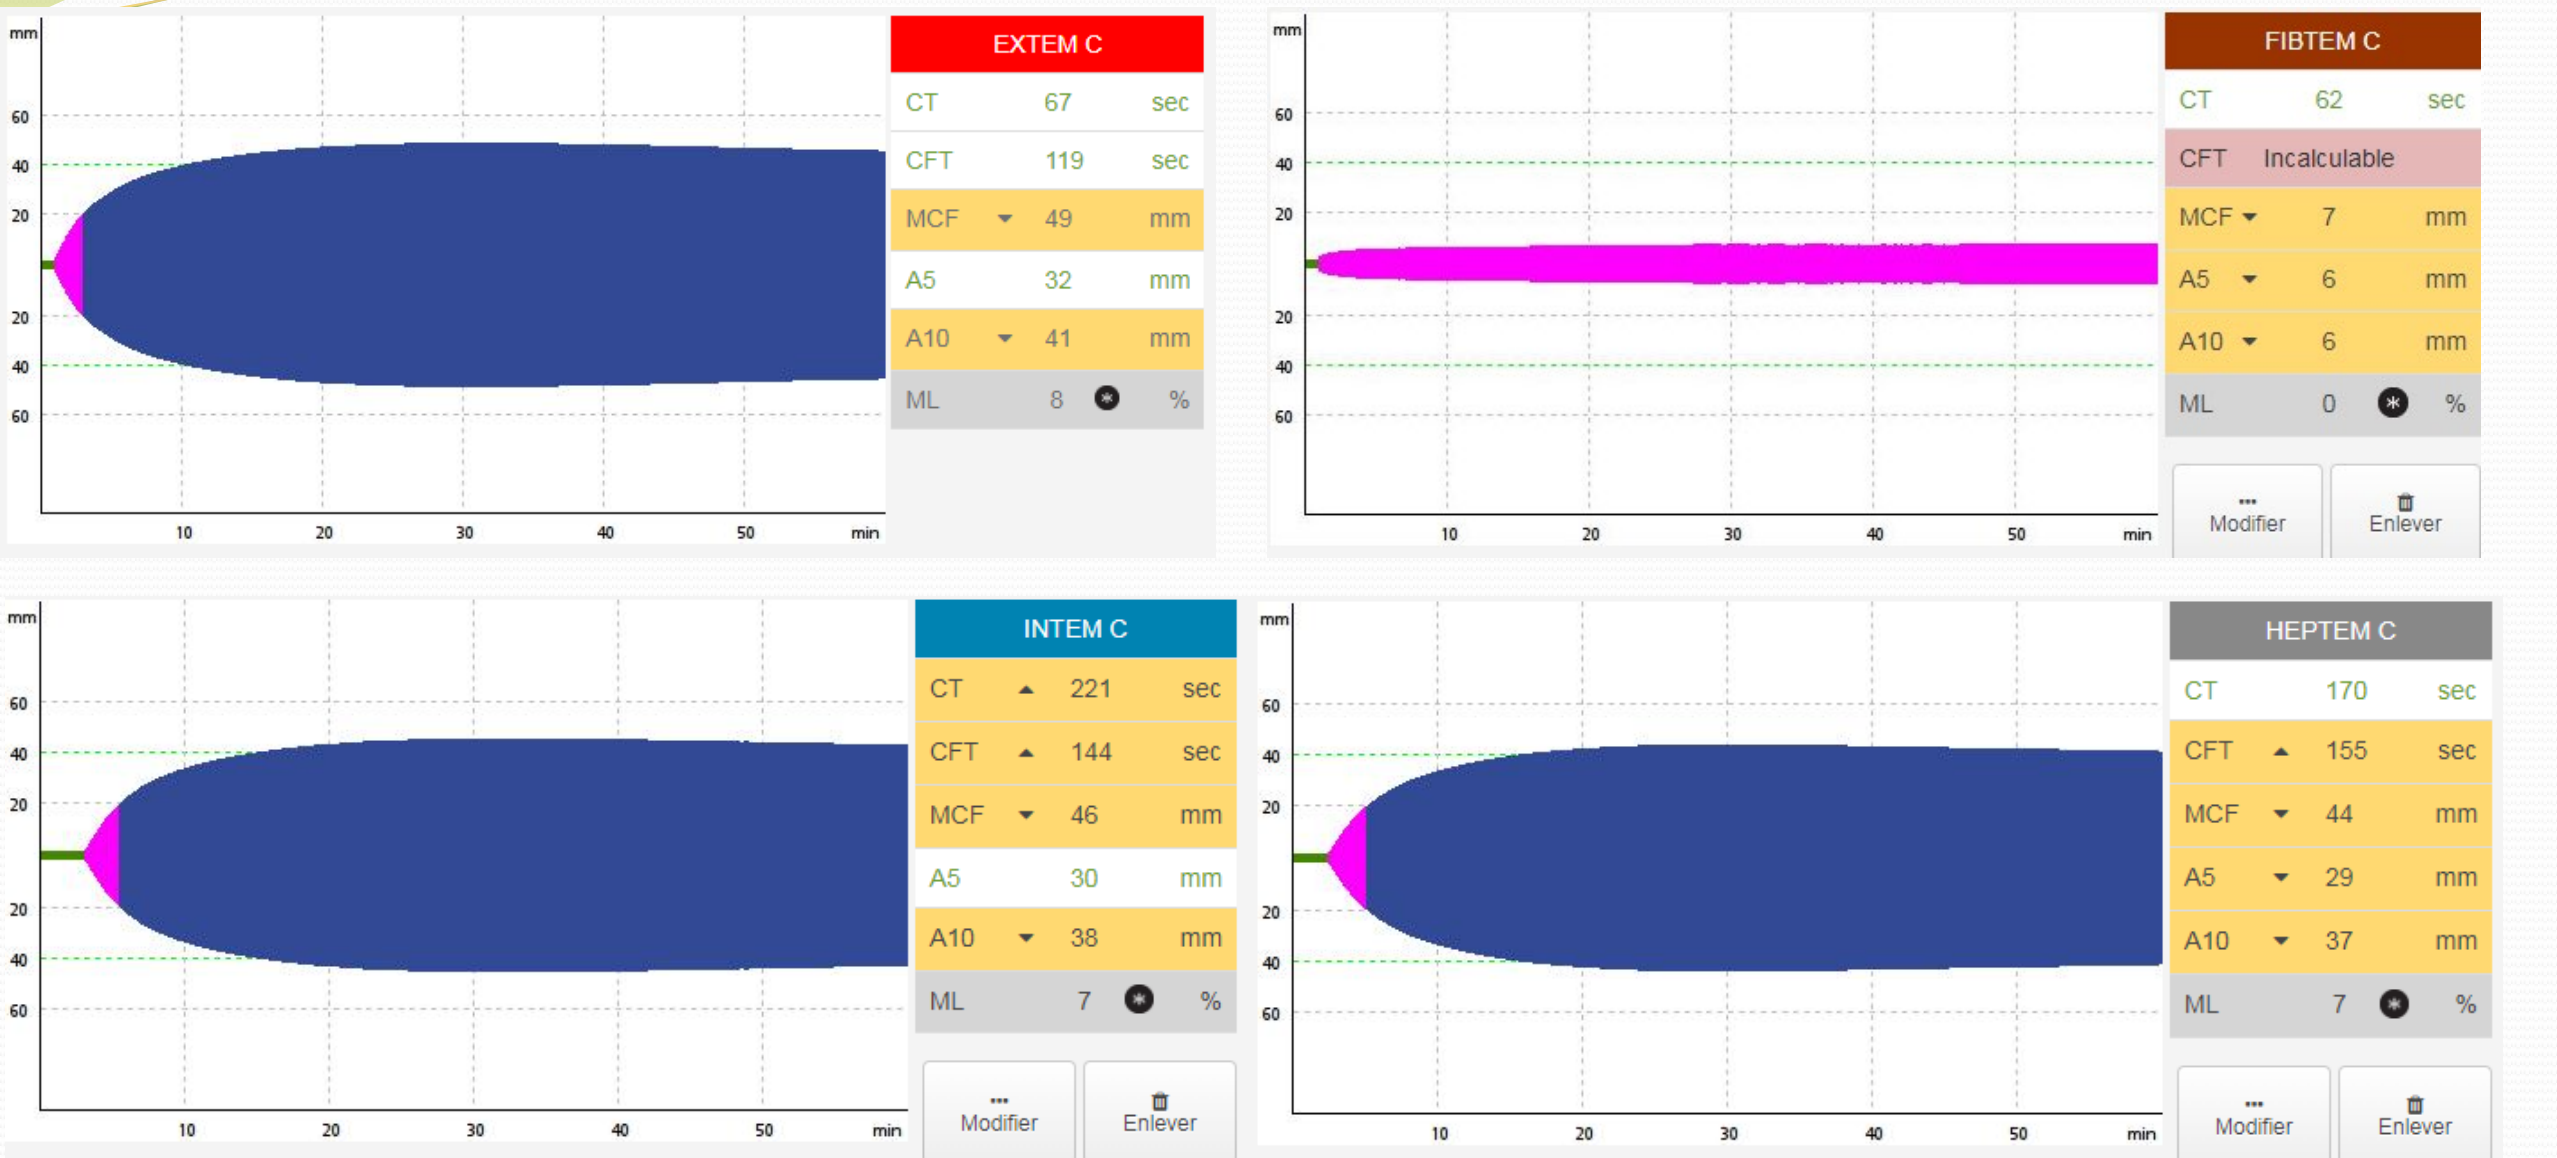 mm
60
40
20
20
40
60
10 20 30 40 50 min
EXTEM C
CT 67 sec
CFT 119 sec
MCF ▼ 49 mm
A5 32 mm
A10 ▼ 41 mm
ML 8 * %
mm
60
40
20
20
40
60
10 20 30 40 50 min
FIBTEM C
CT 62 sec
CFT Incalculable
MCF ▼ 7 mm
A5 ▼ 6 mm
A10 ▼ 6 mm
ML 0 * %
Modifier Enlever
mm
60
40
20
20
40
60
10 20 30 40 50 min
INTEM C
CT ▲ 221 sec
CFT ▲ 144 sec
MCF ▼ 46 mm
A5 30 mm
A10 ▼ 38 mm
ML 7 * %
Modifier Enlever
mm
60
40
20
20
40
60
10 20 30 40 50 min
HEPTEM C
CT 170 sec
CFT ▲ 155 sec
MCF ▼ 44 mm
A5 ▼ 29 mm
A10 ▼ 37 mm
ML 7 * %
Modifier Enlever